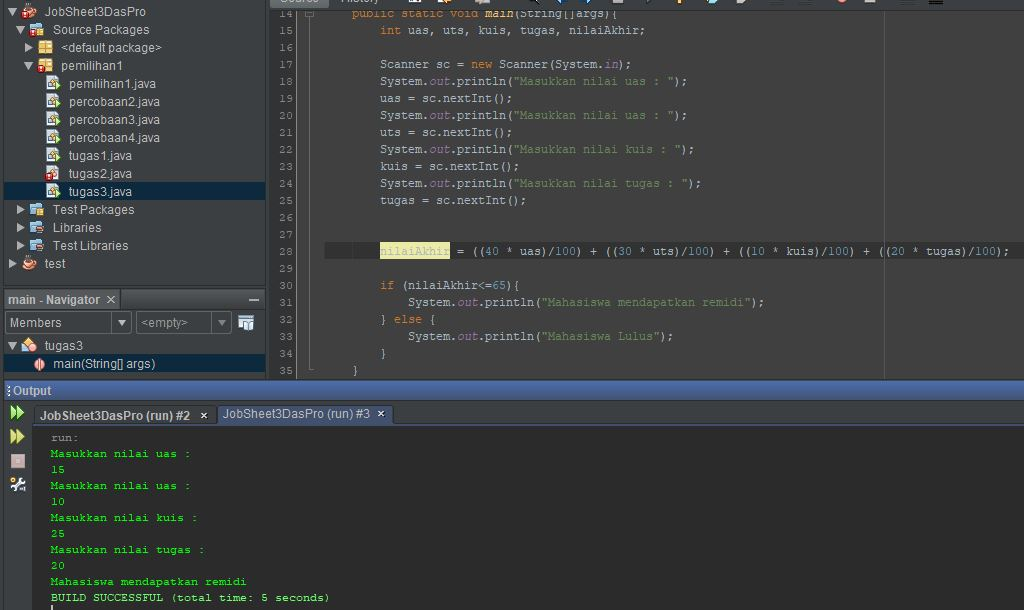 JobSheet3DasPro
Source Packages
<default package>
pemilihan1
pemilihan1.java
percobaan2.java
percobaan3.java
percobaan4.java
tugas1.java
tugas2.java
tugas3.java
Test Packages
Libraries
Test Libraries
test
main - Navigator
Members
<empty>
tugas3
main(String[] args)
Source History
14 public static void main(String[]args){
15 int uas, uts, kuis, tugas, nilaiAkhir;
16
17 Scanner sc = new Scanner(System.in);
18 System.out.println("Masukkan nilai uas : ");
19 uas = sc.nextInt();
20 System.out.println("Masukkan nilai uas : ");
21 uts = sc.nextInt();
22 System.out.println("Masukkan nilai kuis : ");
23 kuis = sc.nextInt();
24 System.out.println("Masukkan nilai tugas : ");
25 tugas = sc.nextInt();
26
27
28 nilaiAkhir = ((40 * uas)/100) + ((30 * uts)/100) + ((10 * kuis)/100) + ((20 * tugas)/100);
29
30 if (nilaiAkhir<=65){
31 System.out.println("Mahasiswa mendapatkan remidi");
32 } else {
33 System.out.println("Mahasiswa Lulus");
34 }
35 }
Output
JobSheet3DasPro (run) #2 JobSheet3DasPro (run) #3
run:
Masukkan nilai uas :
15
Masukkan nilai uas :
10
Masukkan nilai kuis :
25
Masukkan nilai tugas :
20
Mahasiswa mendapatkan remidi
BUILD SUCCESSFUL (total time: 5 seconds)